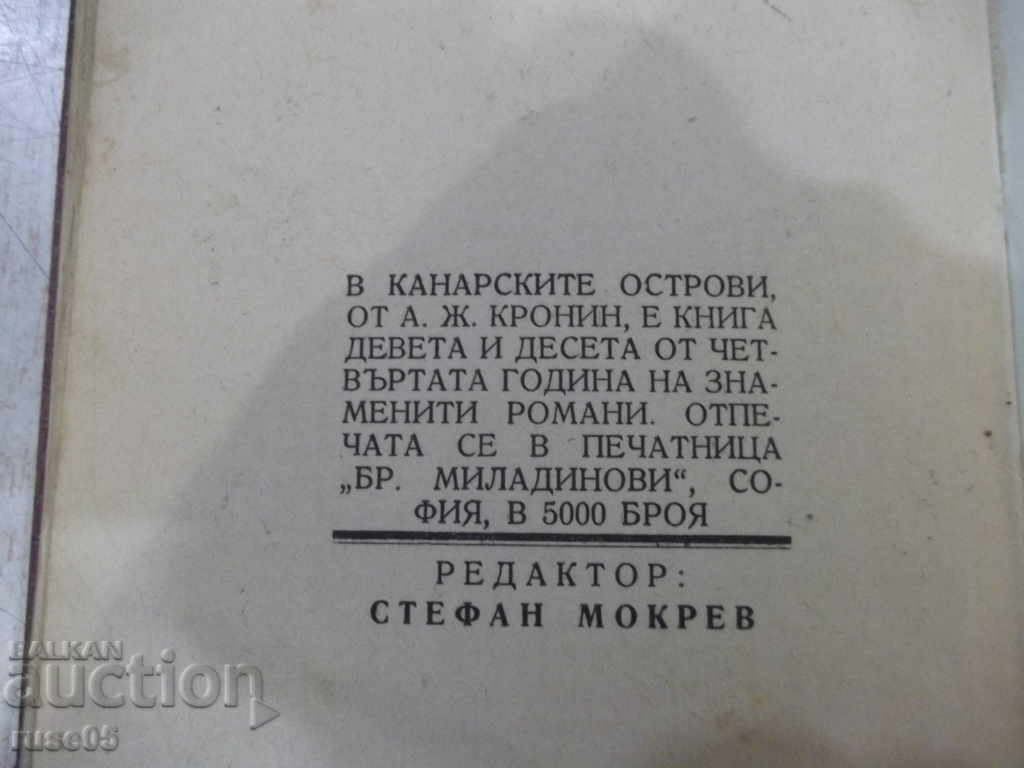 В КАНАРСКИТЕ ОСТРОВИ,
ОТ А. Ж. КРОНИН, Е КНИГА
ДЕВЕТА И ДЕСЕТА ОТ ЧЕТ-
ВЪРТАТА ГОДИНА НА ЗНА-
МЕНИТИ РОМАНИ. ОТПЕ-
ЧАТА СЕ В ПЕЧАТНИЦА
„БР. МИЛАДИНОВИ“, СО-
ФИЯ, В 5000 БРОЯ
РЕДАКТОР:
СТЕФАН МОКРЕВ
BALKAN
auction
ruse05